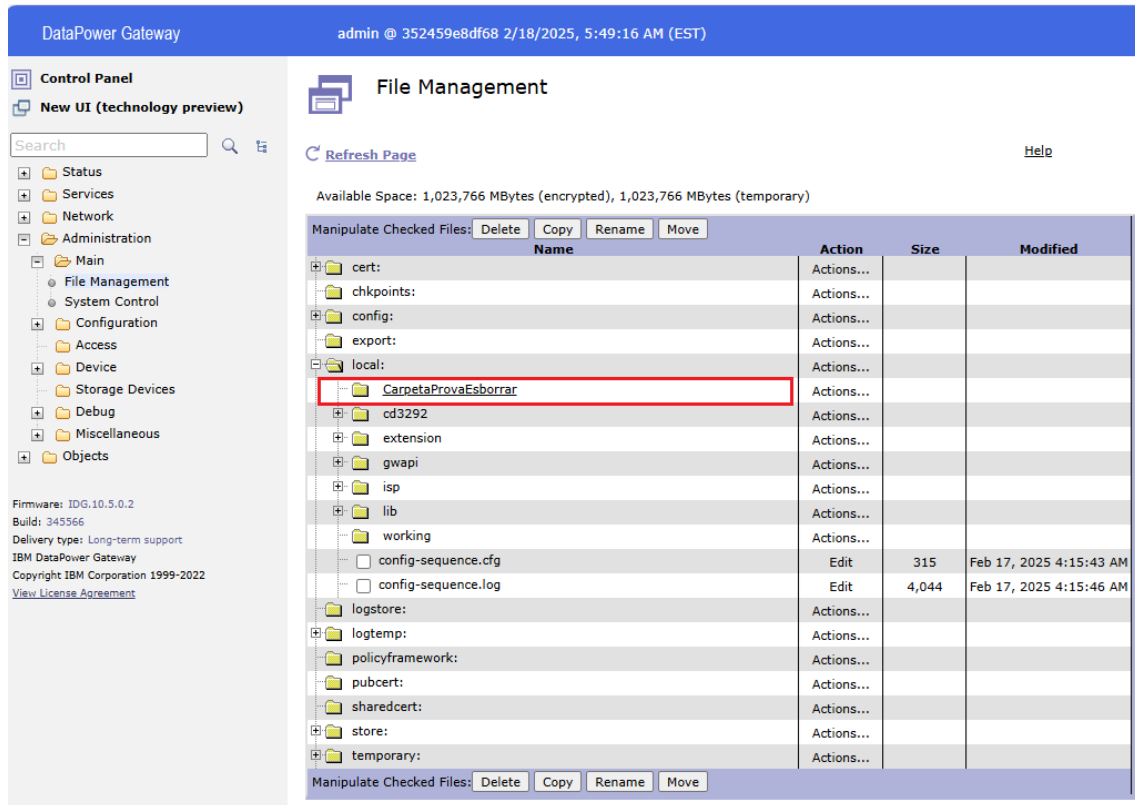 DataPower Gateway
admin @ 352459e8df68 2/18/2025, 5:49:16 AM (EST)
Control Panel
New UI (technology preview)
Search
Status
Services
Network
Administration
Main
File Management
System Control
Configuration
Access
Device
Storage Devices
Debug
Miscellaneous
Objects
Firmware: IDG.10.5.0.2
Build: 345566
Delivery type: Long-term support
IBM DataPower Gateway
Copyright IBM Corporation 1999-2022
View License Agreement
File Management
Refresh Page
Help
Available Space: 1,023,766 MBytes (encrypted), 1,023,766 MBytes (temporary)
Manipulate Checked Files: Delete Copy Rename Move
Name Action Size Modified
cert: Actions...
chkpoints: Actions...
config: Actions...
export: Actions...
local: Actions...
CarpetaProvaEsborrar Actions...
cd3292 Actions...
extension Actions...
gwapi Actions...
isp Actions...
lib Actions...
working Actions...
config-sequence.cfg Edit 315 Feb 17, 2025 4:15:43 AM
config-sequence.log Edit 4,044 Feb 17, 2025 4:15:46 AM
logstore: Actions...
logtemp: Actions...
policyframework: Actions...
pubcert: Actions...
sharedcert: Actions...
store: Actions...
temporary: Actions...
Manipulate Checked Files: Delete Copy Rename Move